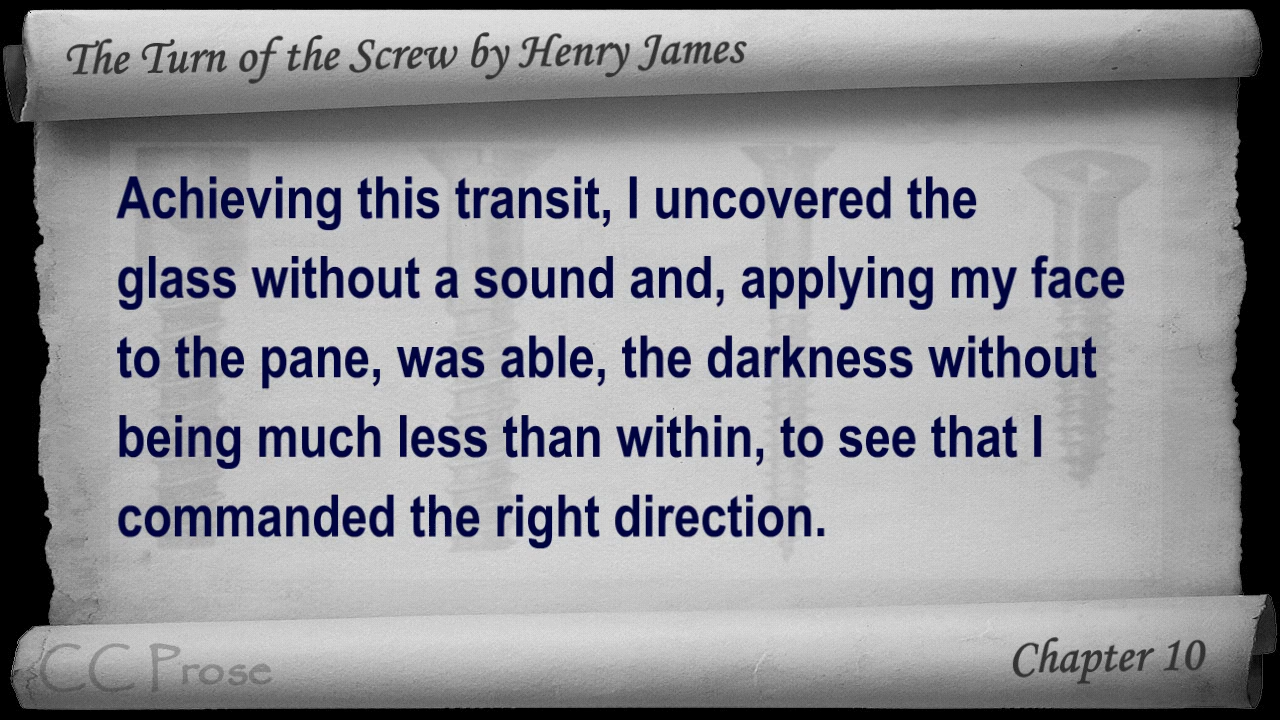 The Turn of the Screw by Henry James
Achieving this transit, I uncovered the
glass without a sound and, applying my face
to the pane, was able, the darkness without
being much less than within, to see that I
commanded the right direction.
CC Prose
Chapter 10